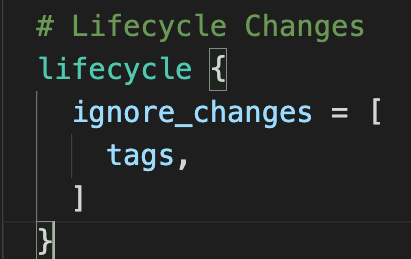 # Lifecycle Changes
lifecycle {
  ignore_changes = [
    tags,
  ]
}